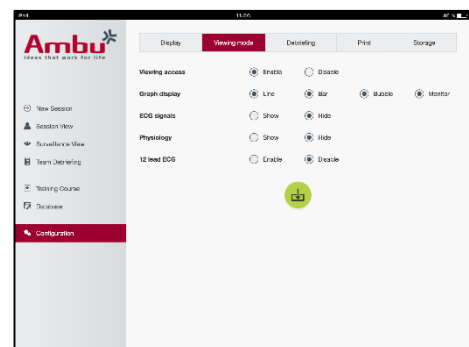 iPad 11:56
Ambu
Ideas that work for life
Display Viewing mode Debriefing Print Storage
Viewing access Enable Disable
Graph display Line Bar Bubble Monitor
New Session
ECG signals Show Hide
Session View
Surveillance View
Physiology Show Hide
Team Debriefing
12 lead ECG Enable Disable
Training Course
Database
Configuration